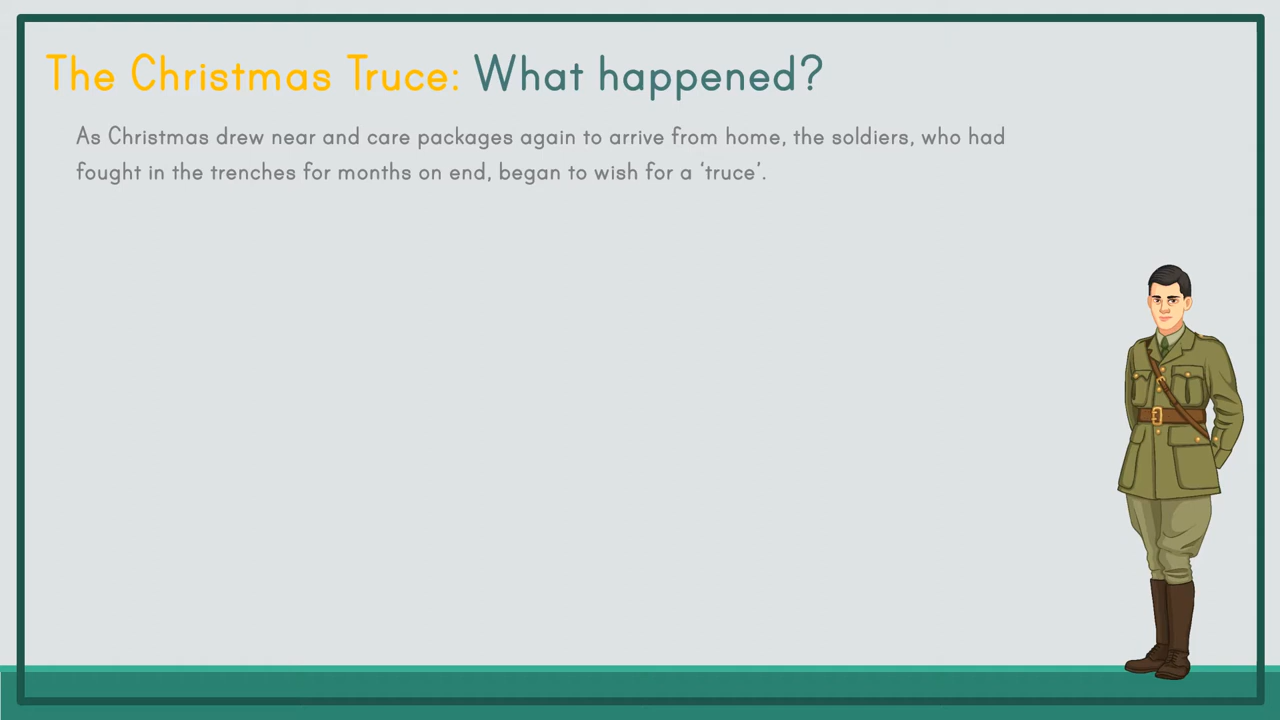 The Christmas Truce: What happened?
As Christmas drew near and care packages again to arrive from home, the soldiers, who had
fought in the trenches for months on end, began to wish for a ‘truce’.